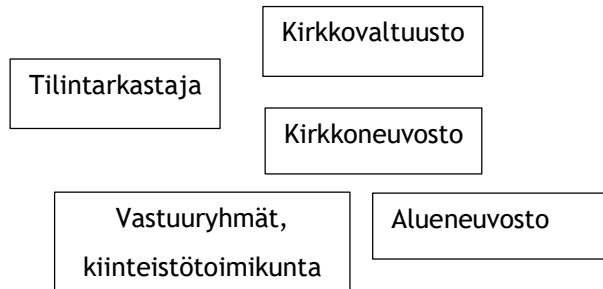 Kirkkovaltuusto
Tilintarkastaja
Kirkkoneuvosto
Vastuuryhmät,
kiinteistötoimikunta
Alueneuvosto